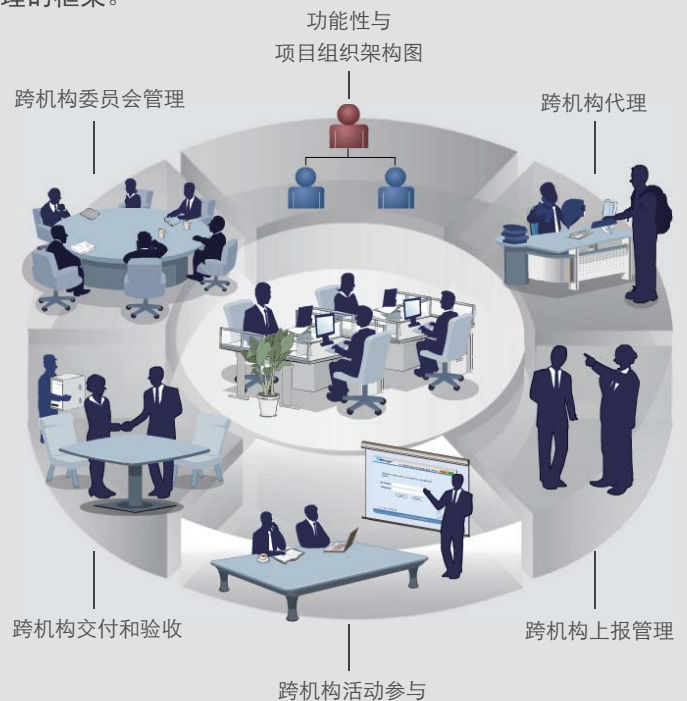 理的框架。
功能性与
项目组织架构图
跨机构委员会管理
跨机构代理
跨机构交付和验收
跨机构上报管理
跨机构活动参与